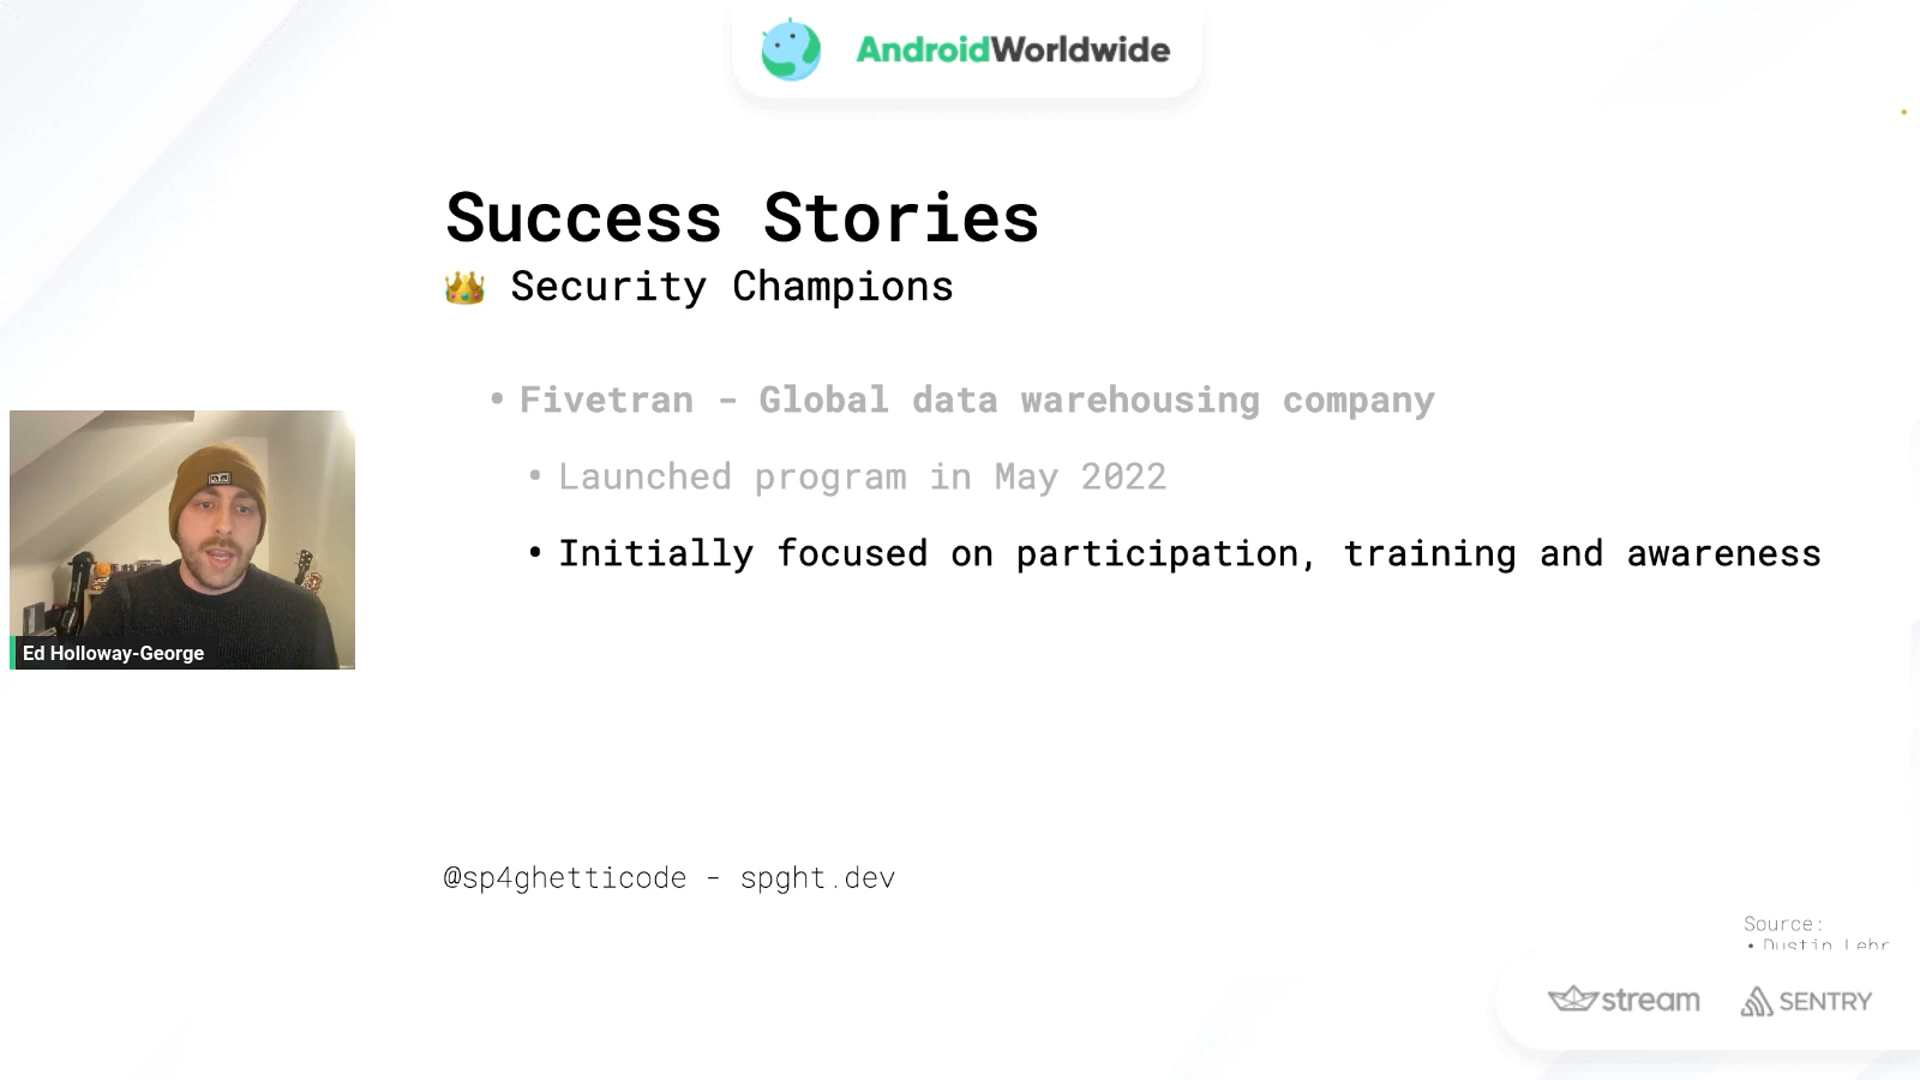 AndroidWorldwide
Success Stories
👑 Security Champions
• Fivetran - Global data warehousing company
• Launched program in May 2022
• Initially focused on participation, training and awareness
Ed Holloway-George
@sp4ghetticode - spght.dev
Source:
• Dustin Lehr
stream
SENTRY